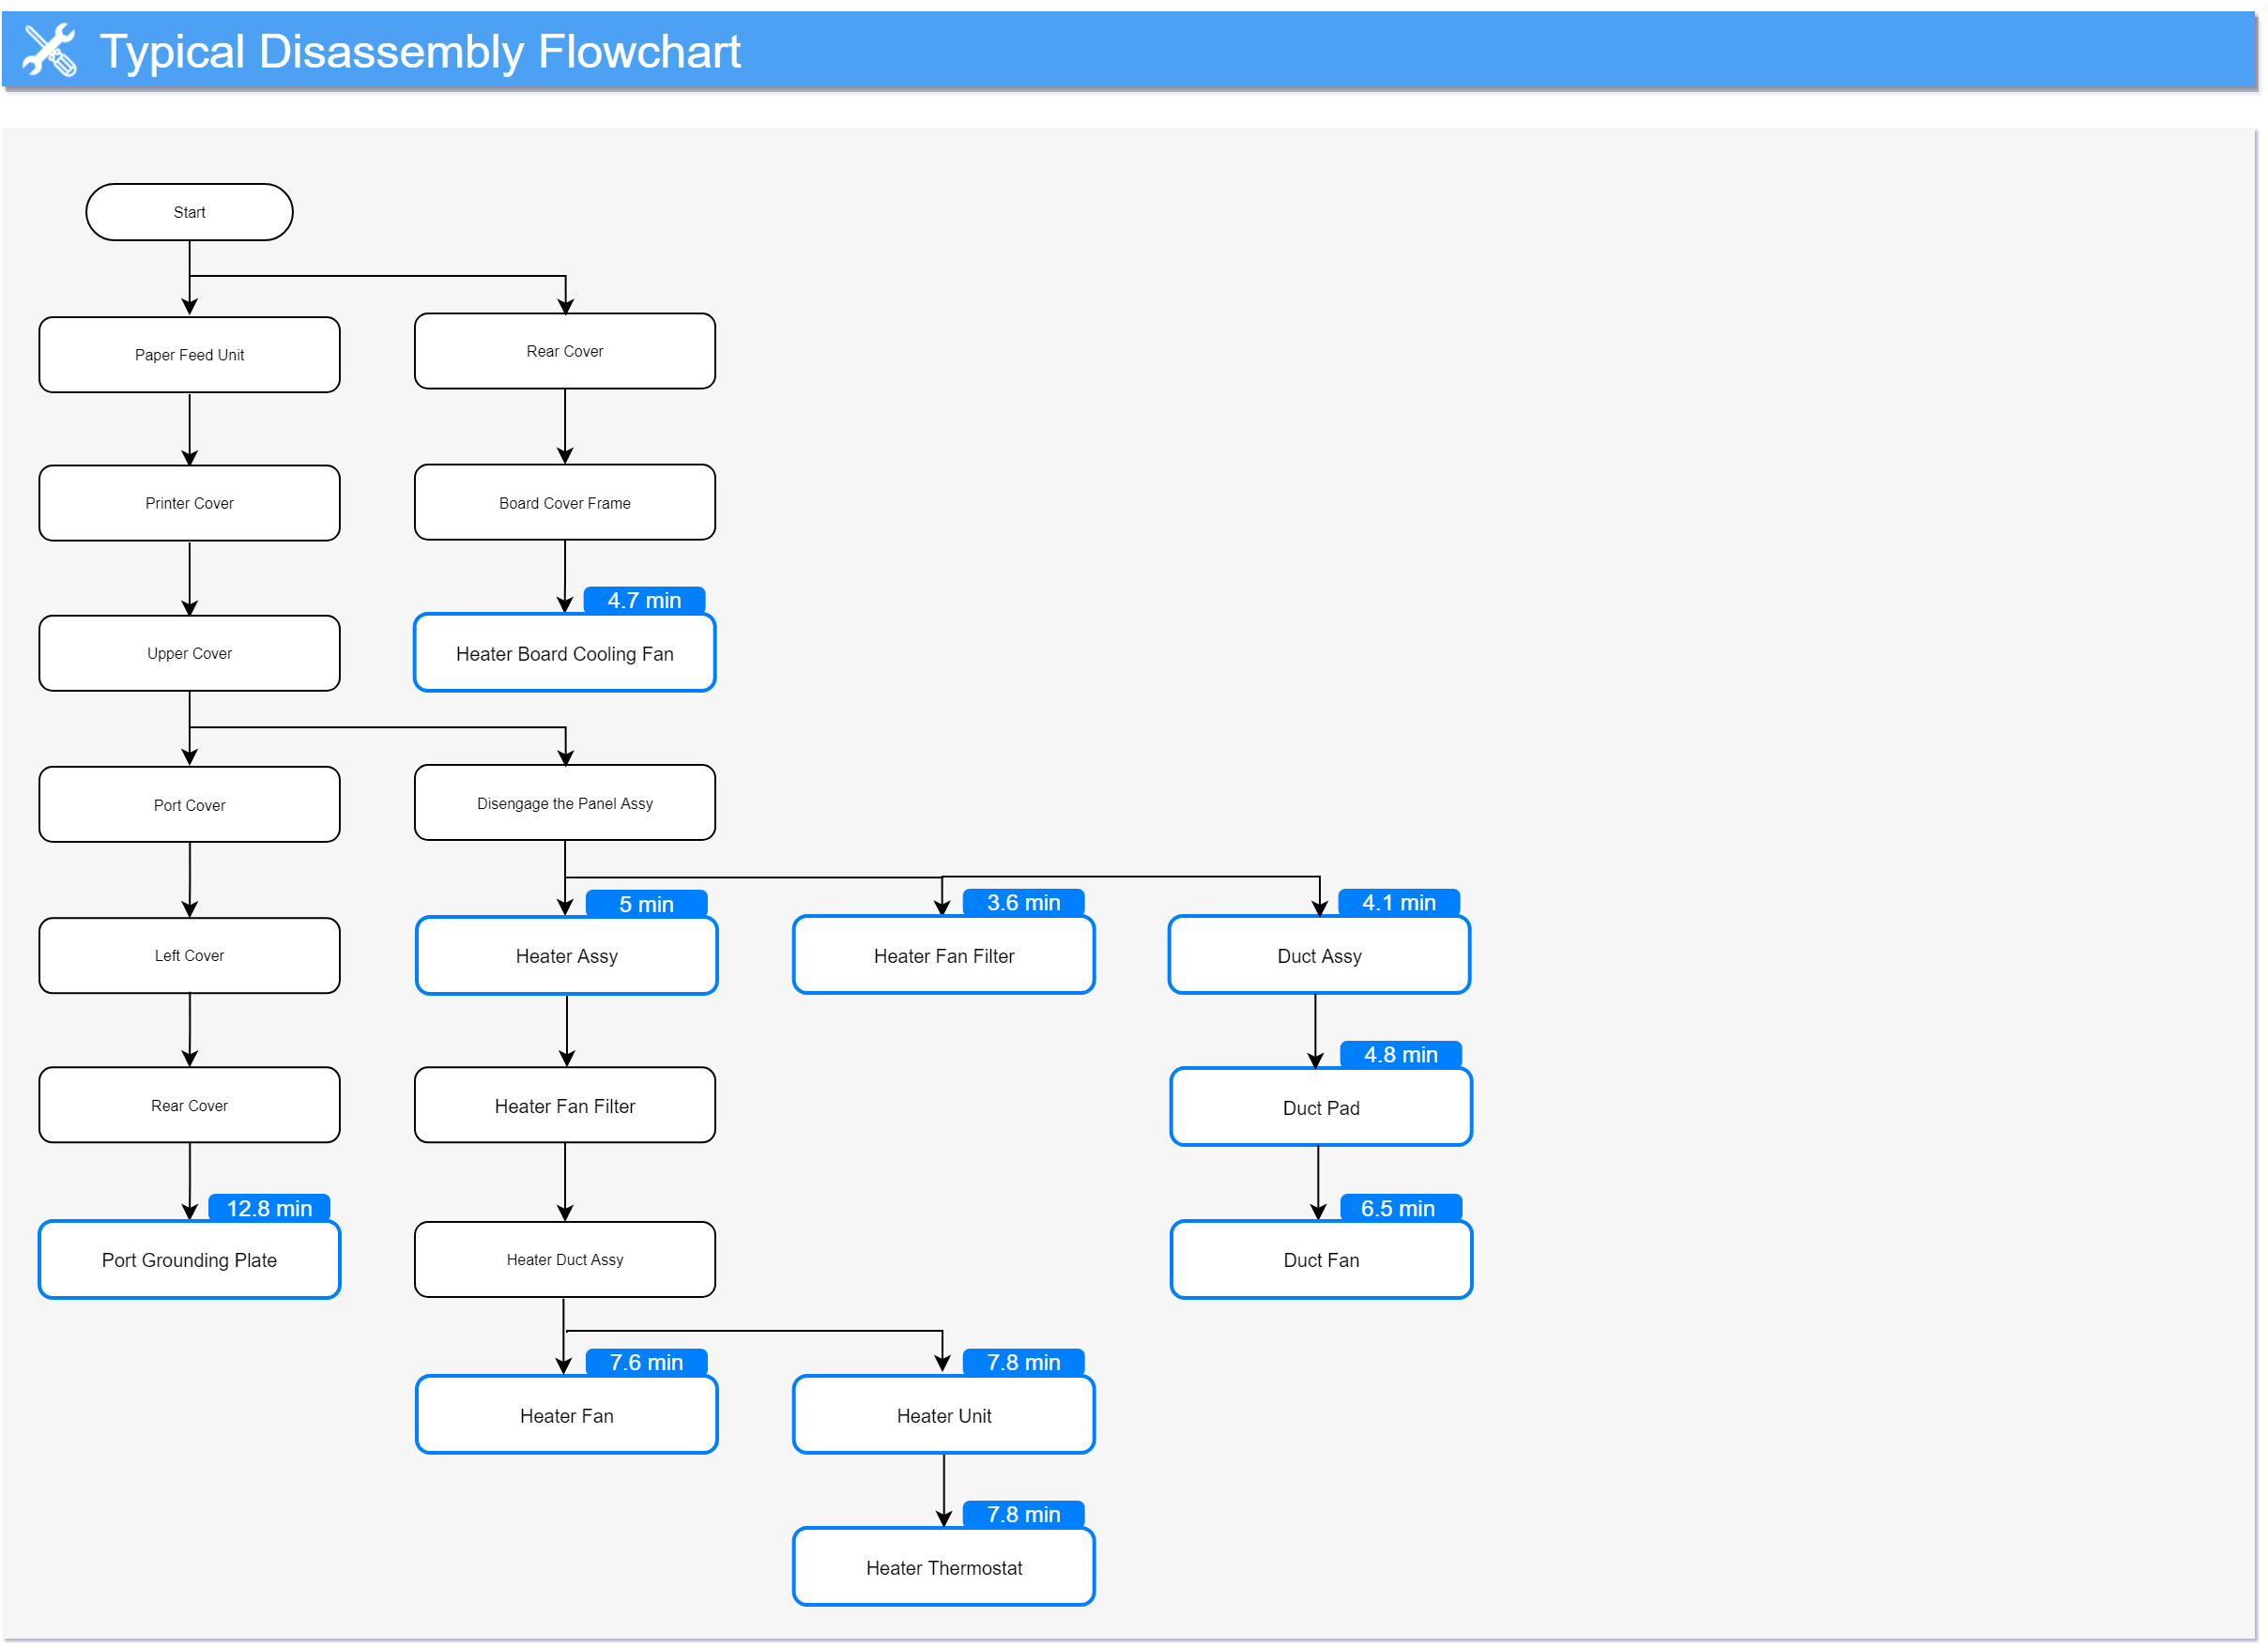 Typical Disassembly Flowchart
Start
Paper Feed Unit
Rear Cover
Printer Cover
Board Cover Frame
4.7 min
Upper Cover
Heater Board Cooling Fan
Port Cover
Disengage the Panel Assy
5 min
3.6 min
4.1 min
Left Cover
Heater Assy
Heater Fan Filter
Duct Assy
4.8 min
Rear Cover
Heater Fan Filter
Duct Pad
12.8 min
6.5 min
Port Grounding Plate
Heater Duct Assy
Duct Fan
7.6 min
7.8 min
Heater Fan
Heater Unit
7.8 min
Heater Thermostat